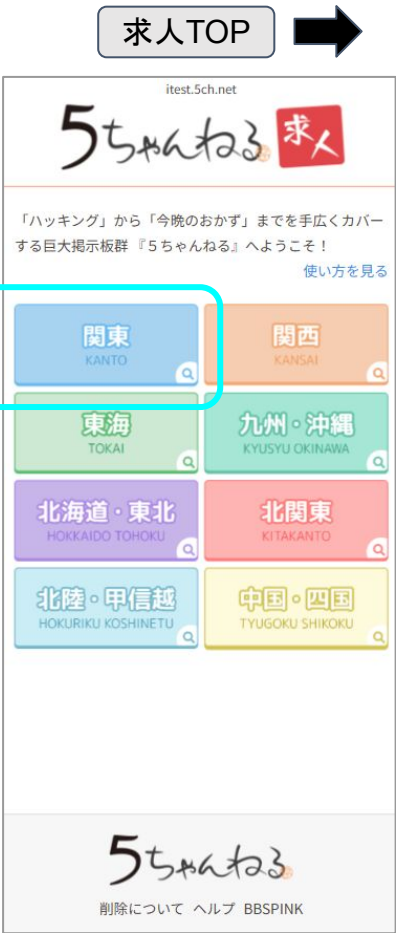 求人TOP
itest.5ch.net
5ちゃんねる 求人
「ハッキング」から「今晩のおかず」までを手広くカバー
する巨大掲示板群『５ちゃんねる』へようこそ！
使い方を見る
関東
KANTO
関西
KANSAI
東海
TOKAI
九州・沖縄
KYUSYU OKINAWA
北海道・東北
HOKKAIDO TOHOKU
北関東
KITAKANTO
北陸・甲信越
HOKURIKU KOSHINETU
中国・四国
TYUGOKU SHIKOKU
5ちゃんねる
削除について ヘルプ BBSPINK